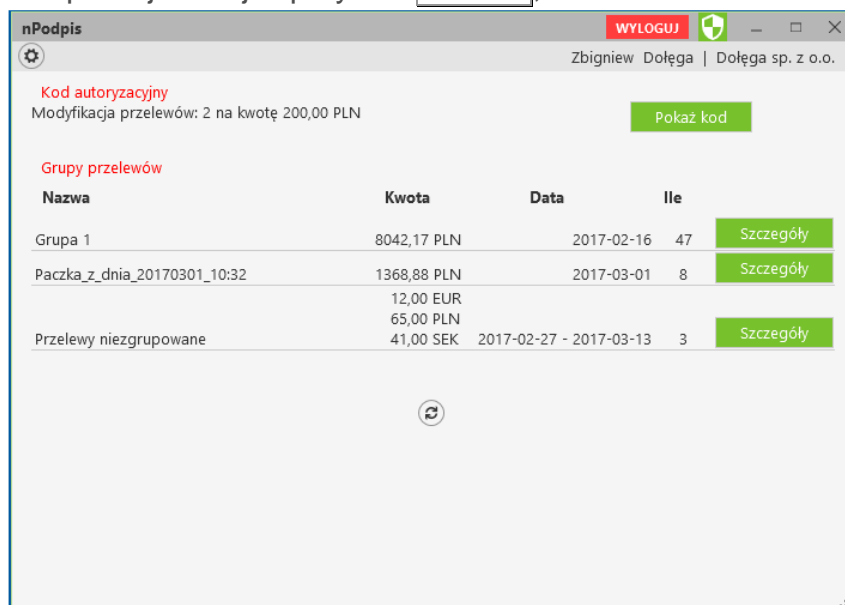 nPodpis WYLOGUJ
Zbigniew Dołęga | Dołęga sp. z o.o.
Kod autoryzacyjny
Modyfikacja przelewów: 2 na kwotę 200,00 PLN Pokaż kod
Grupy przelewów
Nazwa Kwota Data Ile
Grupa 1 8042,17 PLN 2017-02-16 47 Szczegóły
Paczka_z_dnia_20170301_10:32 1368,88 PLN 2017-03-01 8 Szczegóły
12,00 EUR
65,00 PLN
Przelewy niezgrupowane 41,00 SEK 2017-02-27 - 2017-03-13 3 Szczegóły